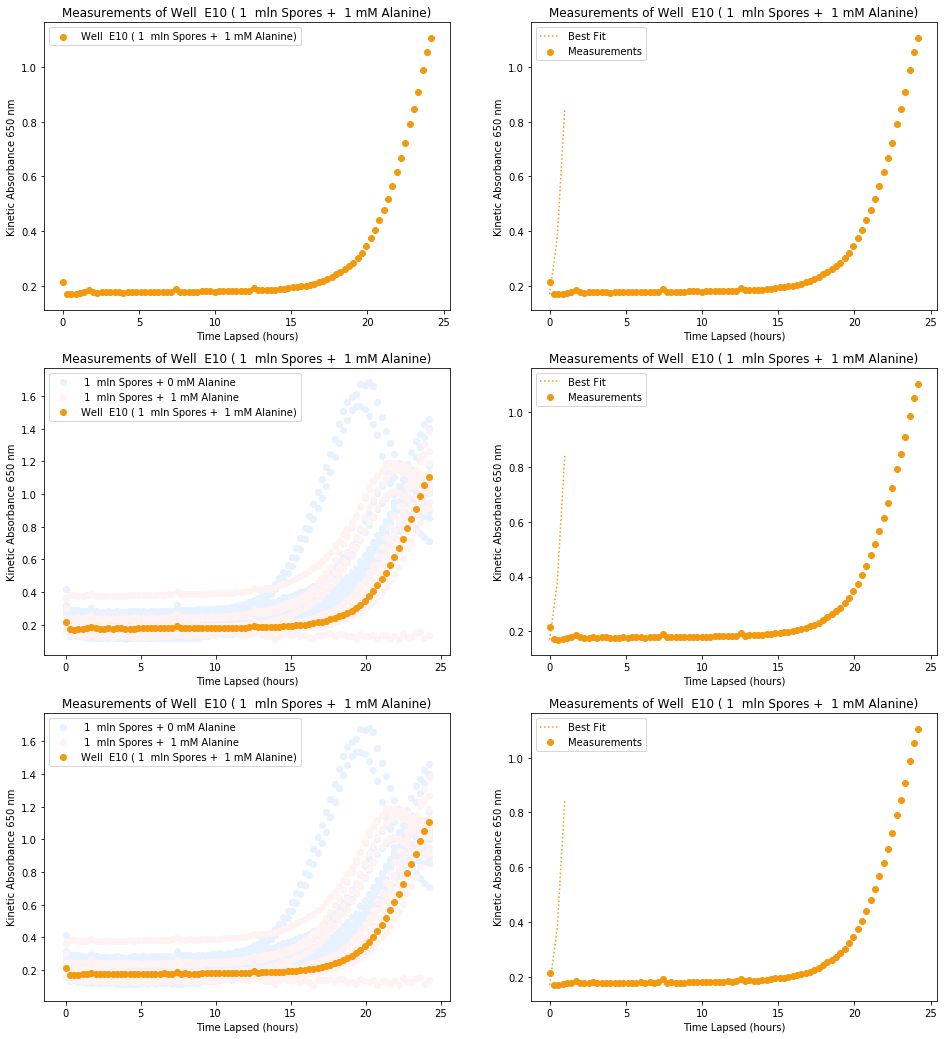 Measurements of Well  E10 ( 1  mln Spores +  1 mM Alanine)
Well  E10 ( 1  mln Spores +  1 mM Alanine)
Kinetic Absorbance 650 nm
1.0
0.8
0.6
0.4
0.2
0 5 10 15 20 25
Time Lapsed (hours)
Measurements of Well  E10 ( 1  mln Spores +  1 mM Alanine)
Best Fit
Measurements
Kinetic Absorbance 650 nm
1.0
0.8
0.6
0.4
0.2
0 5 10 15 20 25
Time Lapsed (hours)
Measurements of Well  E10 ( 1  mln Spores +  1 mM Alanine)
1  mln Spores + 0 mM Alanine
1  mln Spores +  1 mM Alanine
Well  E10 ( 1  mln Spores +  1 mM Alanine)
Kinetic Absorbance 650 nm
1.6
1.4
1.2
1.0
0.8
0.6
0.4
0.2
0 5 10 15 20 25
Time Lapsed (hours)
Measurements of Well  E10 ( 1  mln Spores +  1 mM Alanine)
Best Fit
Measurements
Kinetic Absorbance 650 nm
1.0
0.8
0.6
0.4
0.2
0 5 10 15 20 25
Time Lapsed (hours)
Measurements of Well  E10 ( 1  mln Spores +  1 mM Alanine)
1  mln Spores + 0 mM Alanine
1  mln Spores +  1 mM Alanine
Well  E10 ( 1  mln Spores +  1 mM Alanine)
Kinetic Absorbance 650 nm
1.6
1.4
1.2
1.0
0.8
0.6
0.4
0.2
0 5 10 15 20 25
Time Lapsed (hours)
Measurements of Well  E10 ( 1  mln Spores +  1 mM Alanine)
Best Fit
Measurements
Kinetic Absorbance 650 nm
1.0
0.8
0.6
0.4
0.2
0 5 10 15 20 25
Time Lapsed (hours)